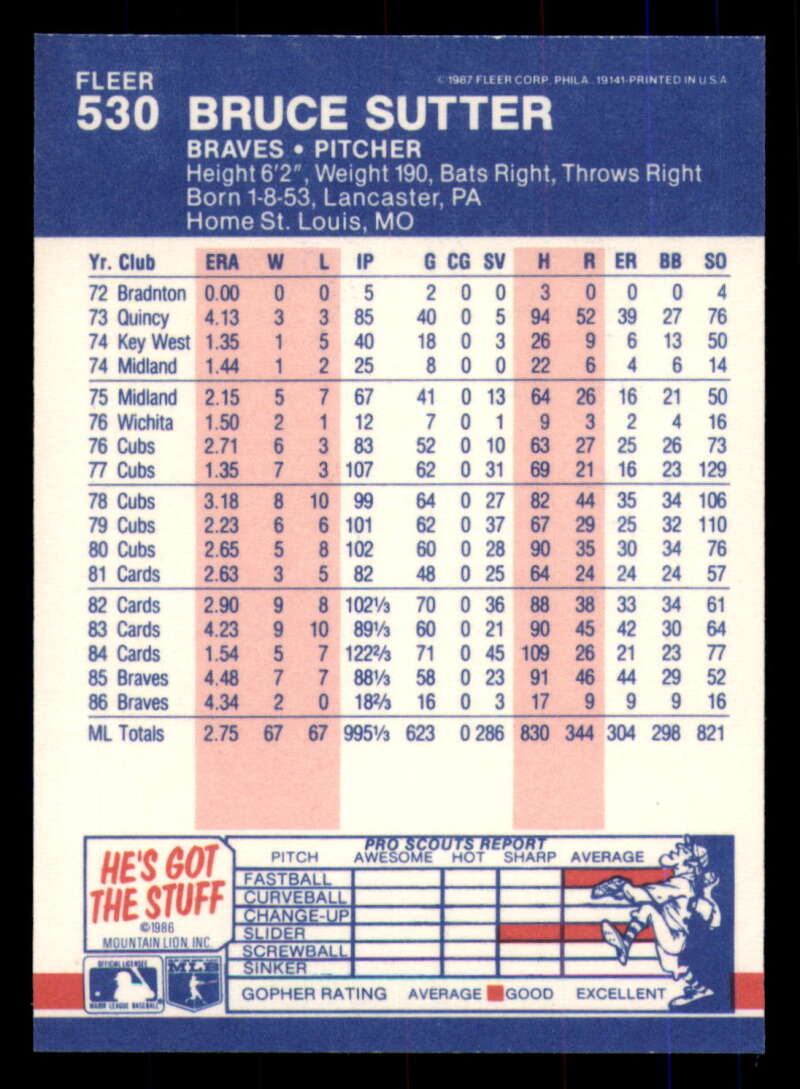 FLEER
© 1987 FLEER CORP. PHILA., 19141-PRINTED IN U.S.A.
530 BRUCE SUTTER
BRAVES • PITCHER
Height 6'2", Weight 190, Bats Right, Throws Right
Born 1-8-53, Lancaster, PA
Home St. Louis, MO
Yr. Club ERA W L IP G CG SV H R ER BB SO
72 Bradnton 0.00 0 0 5 2 0 0 3 0 0 0 4
73 Quincy 4.13 3 3 85 40 0 5 94 52 39 27 76
74 Key West 1.35 1 5 40 18 0 3 26 9 6 13 50
74 Midland 1.44 1 2 25 8 0 0 22 6 4 6 14
75 Midland 2.15 5 7 67 41 0 13 64 26 16 21 50
76 Wichita 1.50 2 1 12 7 0 1 9 3 2 4 16
76 Cubs 2.71 6 3 83 52 0 10 63 27 25 26 73
77 Cubs 1.35 7 3 107 62 0 31 69 21 16 23 129
78 Cubs 3.18 8 10 99 64 0 27 82 44 35 34 106
79 Cubs 2.23 6 6 101 62 0 37 67 29 25 32 110
80 Cubs 2.65 5 8 102 60 0 28 90 35 30 34 76
81 Cards 2.63 3 5 82 48 0 25 64 24 24 24 57
82 Cards 2.90 9 8 102⅓ 70 0 36 88 38 33 34 61
83 Cards 4.23 9 10 89⅓ 60 0 21 90 45 42 30 64
84 Cards 1.54 5 7 122⅔ 71 0 45 109 26 21 23 77
85 Braves 4.48 7 7 88⅓ 58 0 23 91 46 44 29 52
86 Braves 4.34 2 0 18⅔ 16 0 3 17 9 9 9 16
ML Totals 2.75 67 67 995⅓ 623 0 286 830 344 304 298 821
HE'S GOT
THE STUFF
©1986
MOUNTAIN LION, INC.
OFFICIAL LICENSEE
MAJOR LEAGUE BASEBALL
MLB
PRO SCOUTS REPORT
PITCH AWESOME HOT SHARP AVERAGE
FASTBALL
CURVEBALL
CHANGE-UP
SLIDER
SCREWBALL
SINKER
GOPHER RATING AVERAGE GOOD EXCELLENT